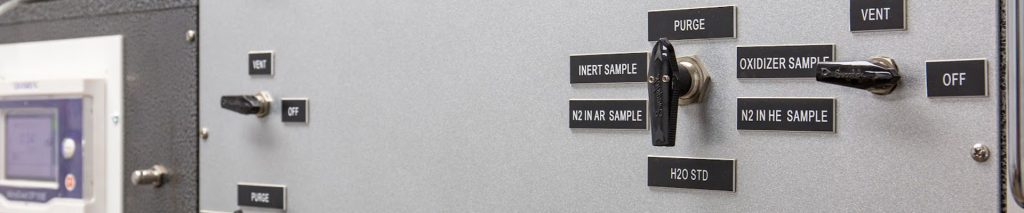 VENT
OFF
PURGE
PURGE
INERT SAMPLE
OXIDIZER SAMPLE
N2 IN AR SAMPLE
N2 IN HE SAMPLE
H2O STD
VENT
OFF